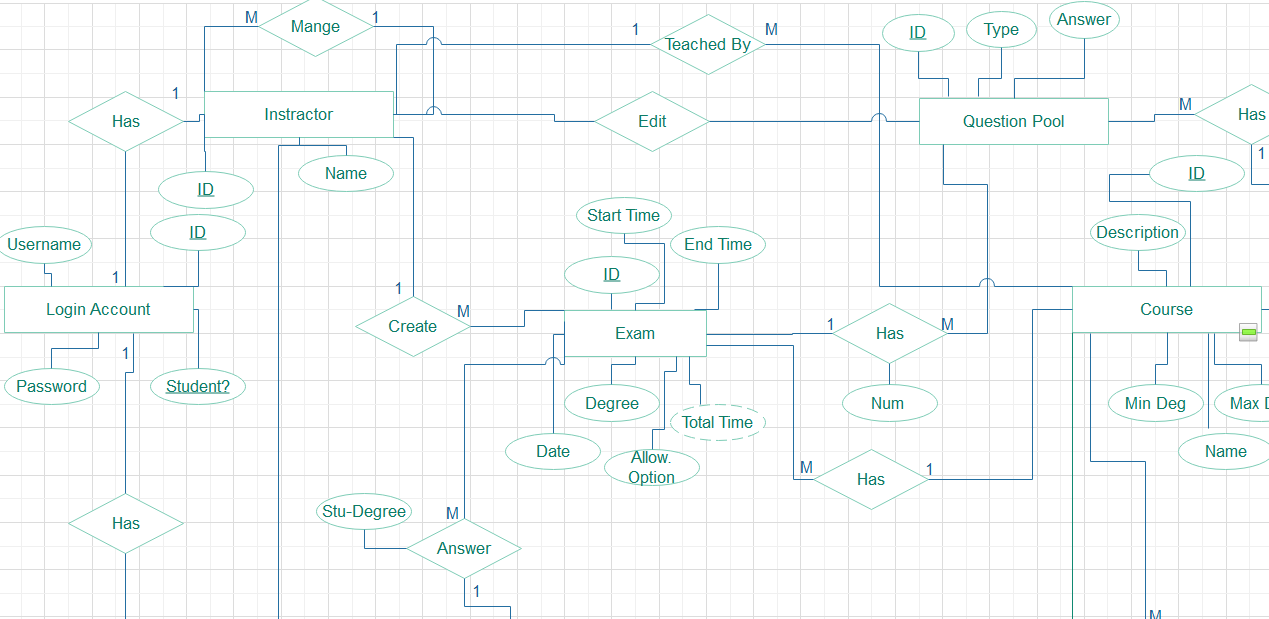 M
Mange
1
1
Teached By
M
ID
Type
Answer
1
Has
Instractor
Edit
Question Pool
M
Has
1
Name
ID
ID
Username
Start Time
End Time
ID
ID
Description
1
Login Account
1
Create
M
Exam
1
Has
M
Course
1
Password
Student?
Degree
Total Time
Num
Min Deg
Max D
Date
Allow.
Option
M
Has
1
Name
Stu-Degree
M
Has
Answer
1
M